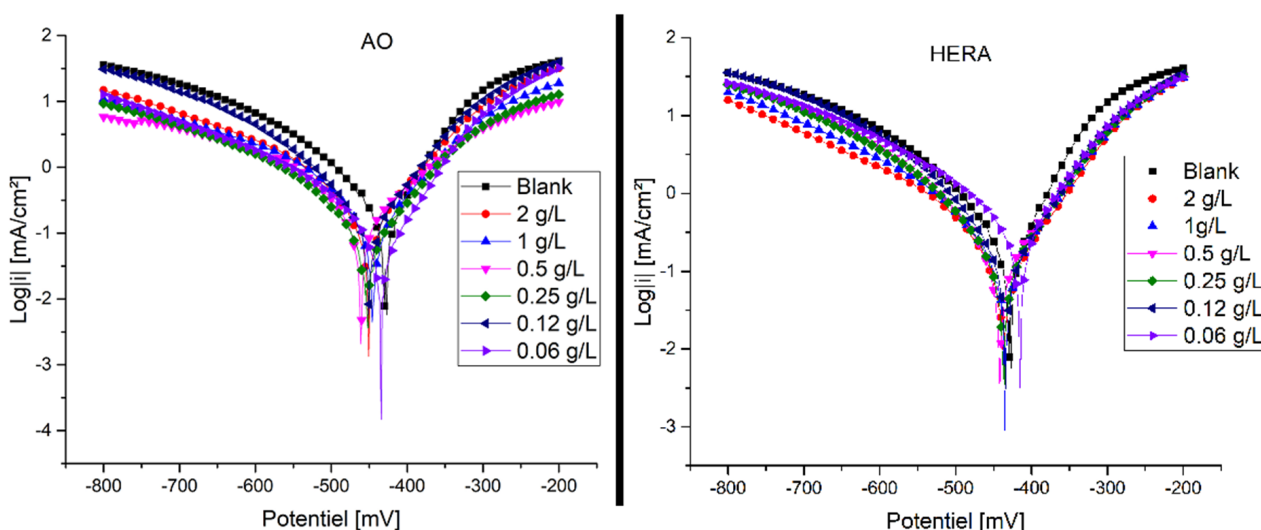 AO
Log|i| [mA/cm²]
2
1
0
-1
-2
-3
-4
-800
-700
-600
-500
-400
-300
-200
Potentiel [mV]
Blank
2 g/L
1 g/L
0.5 g/L
0.25 g/L
0.12 g/L
0.06 g/L
HERA
Log|i| [mA/cm²]
2
1
0
-1
-2
-3
-800
-700
-600
-500
-400
-300
-200
Potentiel [mV]
Blank
2 g/L
1g/L
0.5 g/L
0.25 g/L
0.12 g/L
0.06 g/L